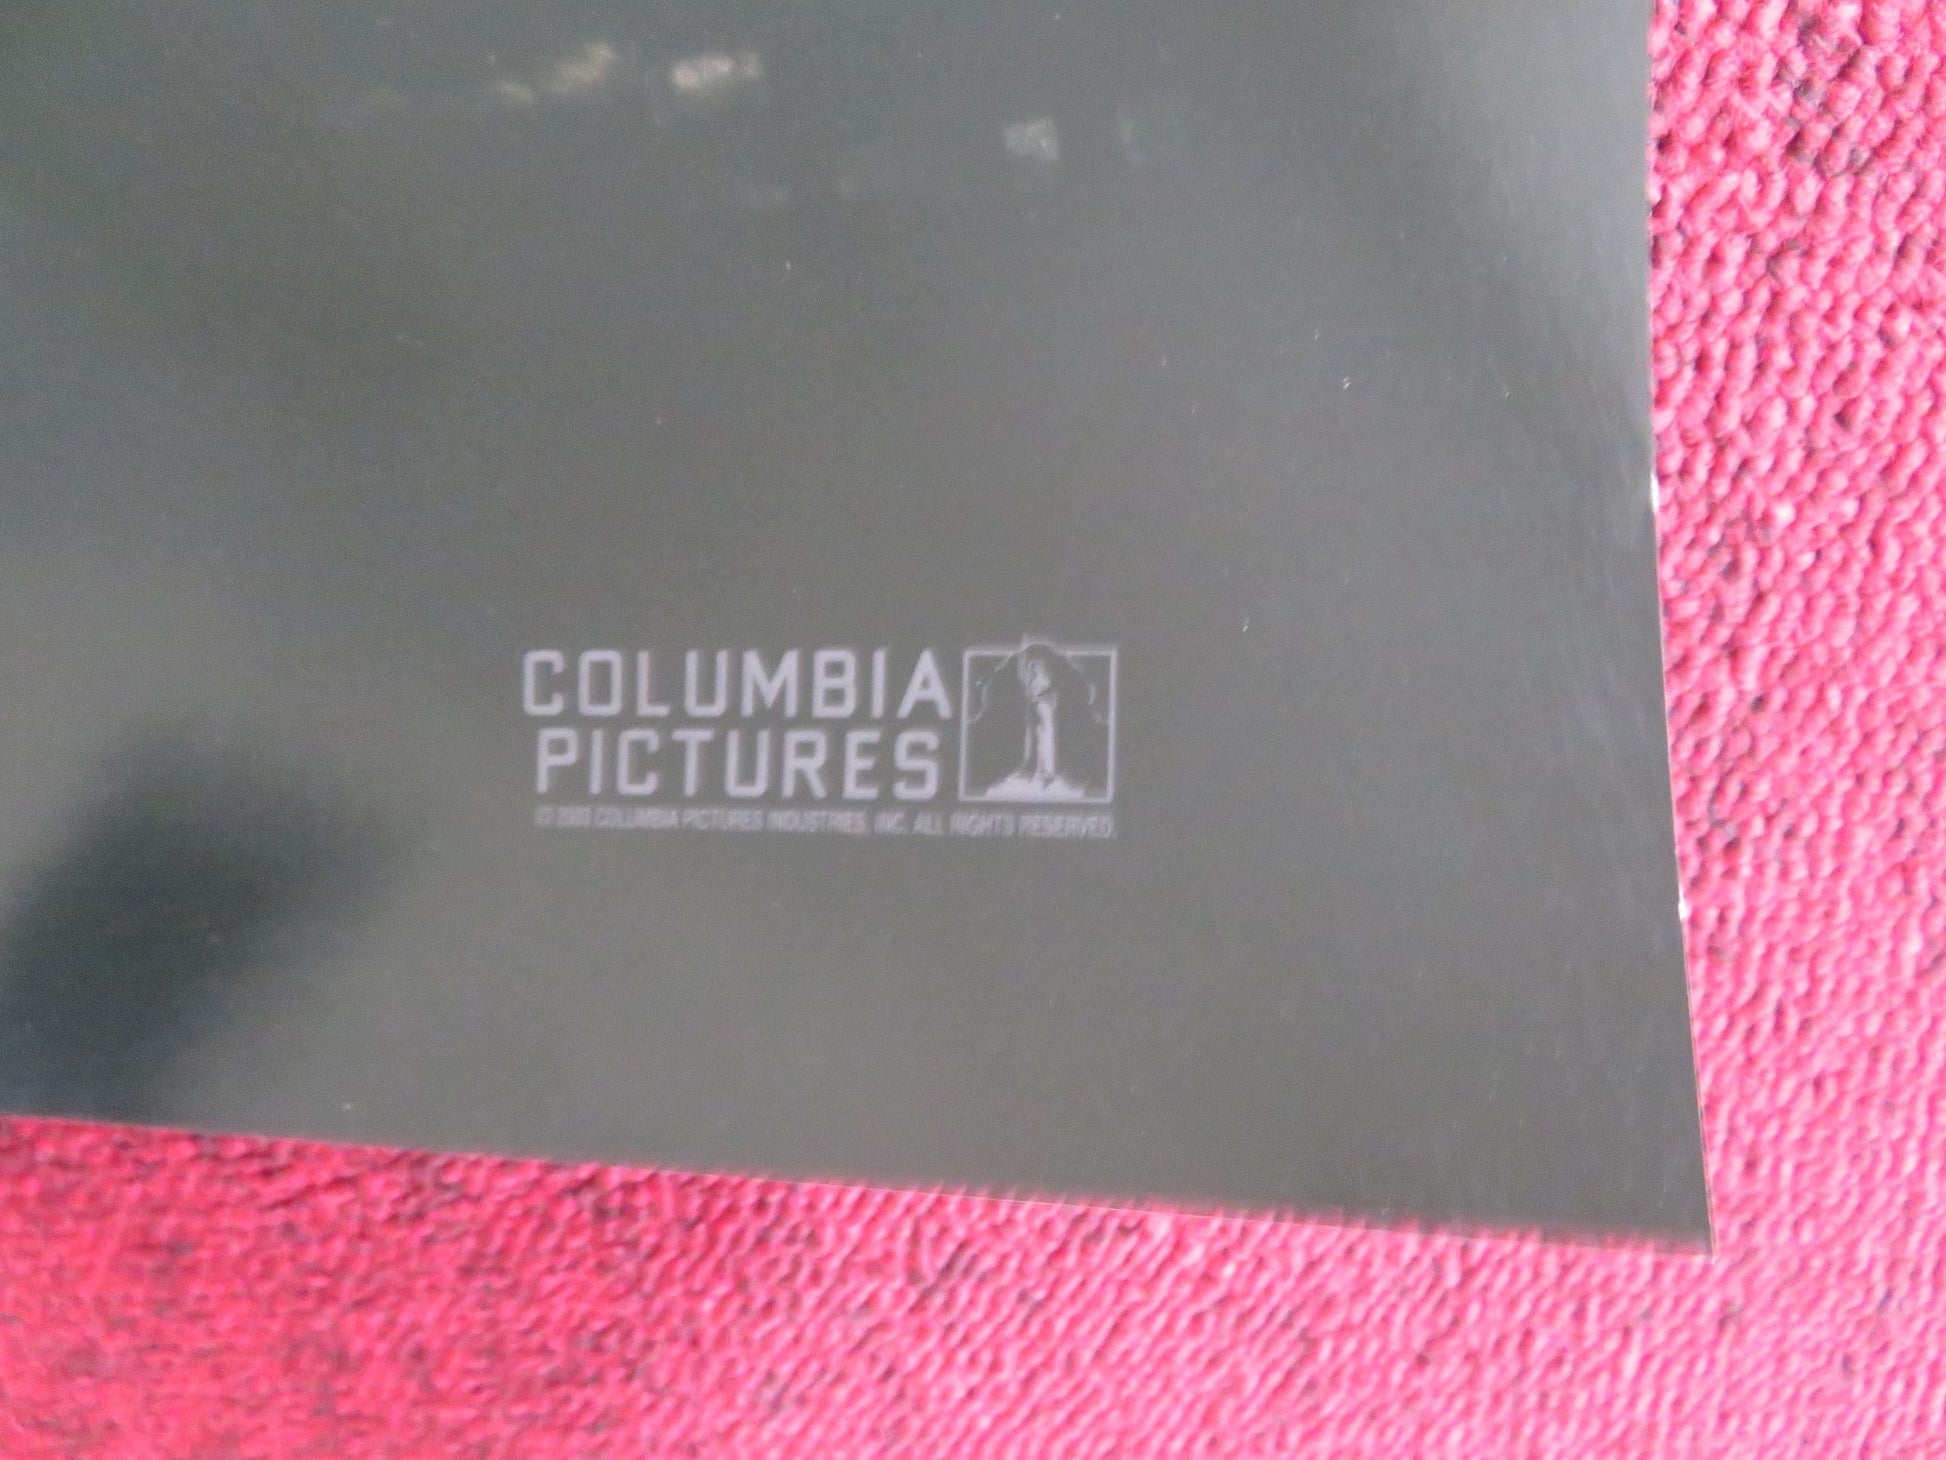 COLUMBIA
PICTURES
© COLUMBIA PICTURES INDUSTRIES, INC. ALL RIGHTS RESERVED.